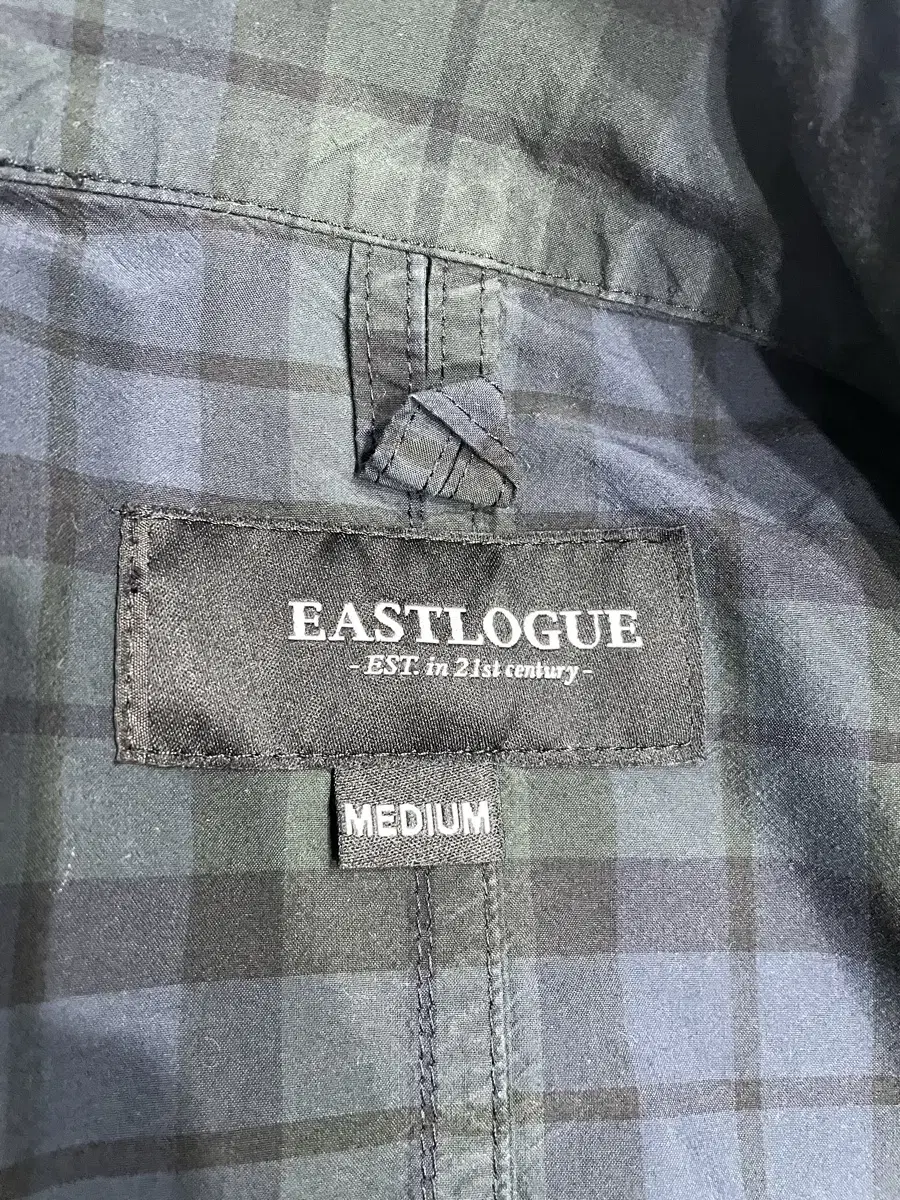 EASTLOGUE
- EST. in 21st century -
MEDIUM